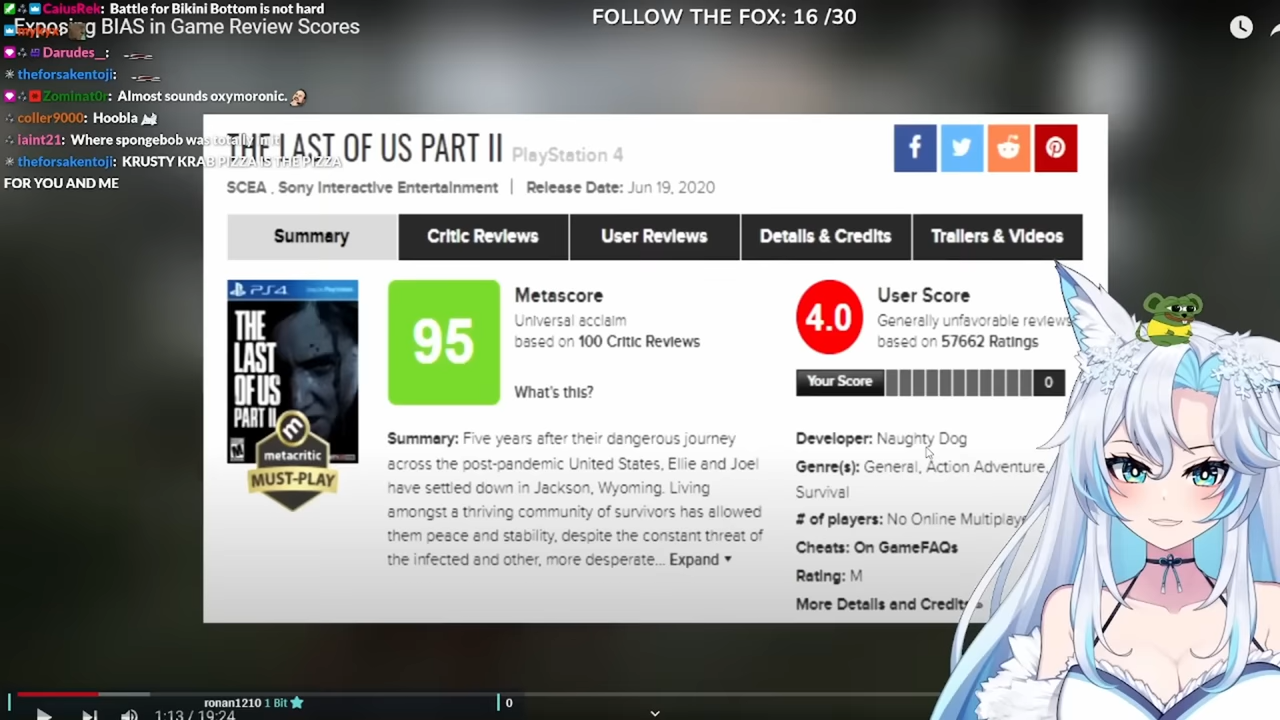 CaiusRek: Battle for Bikini Bottom is not hard
FOLLOW THE FOX: 16 /30
Exposing BIAS in Game Review Scores
Darudes_:
theforsakentoji:
Zominat0r: Almost sounds oxymoronic.
coller9000: Hoobla
iaint21: Where spongebob was totally in it
theforsakentoji: KRUSTY KRAB PIZZA IS THE PIZZA
FOR YOU AND ME
THE LAST OF US PART II PlayStation 4
SCEA , Sony Interactive Entertainment | Release Date: Jun 19, 2020
Summary Critic Reviews User Reviews Details & Credits Trailers & Videos
PS4
THE
LAST
OF US
PART II
m
metacritic
MUST-PLAY
95
Metascore
Universal acclaim
based on 100 Critic Reviews
What's this?
4.0
User Score
Generally unfavorable reviews
based on 57662 Ratings
Your Score 0
Summary: Five years after their dangerous journey
across the post-pandemic United States, Ellie and Joel
have settled down in Jackson, Wyoming. Living
amongst a thriving community of survivors has allowed
them peace and stability, despite the constant threat of
the infected and other, more desperate... Expand
Developer: Naughty Dog
Genre(s): General, Action Adventure,
Survival
# of players: No Online Multiplaye
Cheats: On GameFAQs
Rating: M
More Details and Credits »
ronan1210 1 Bit
0
1:13 / 19:24